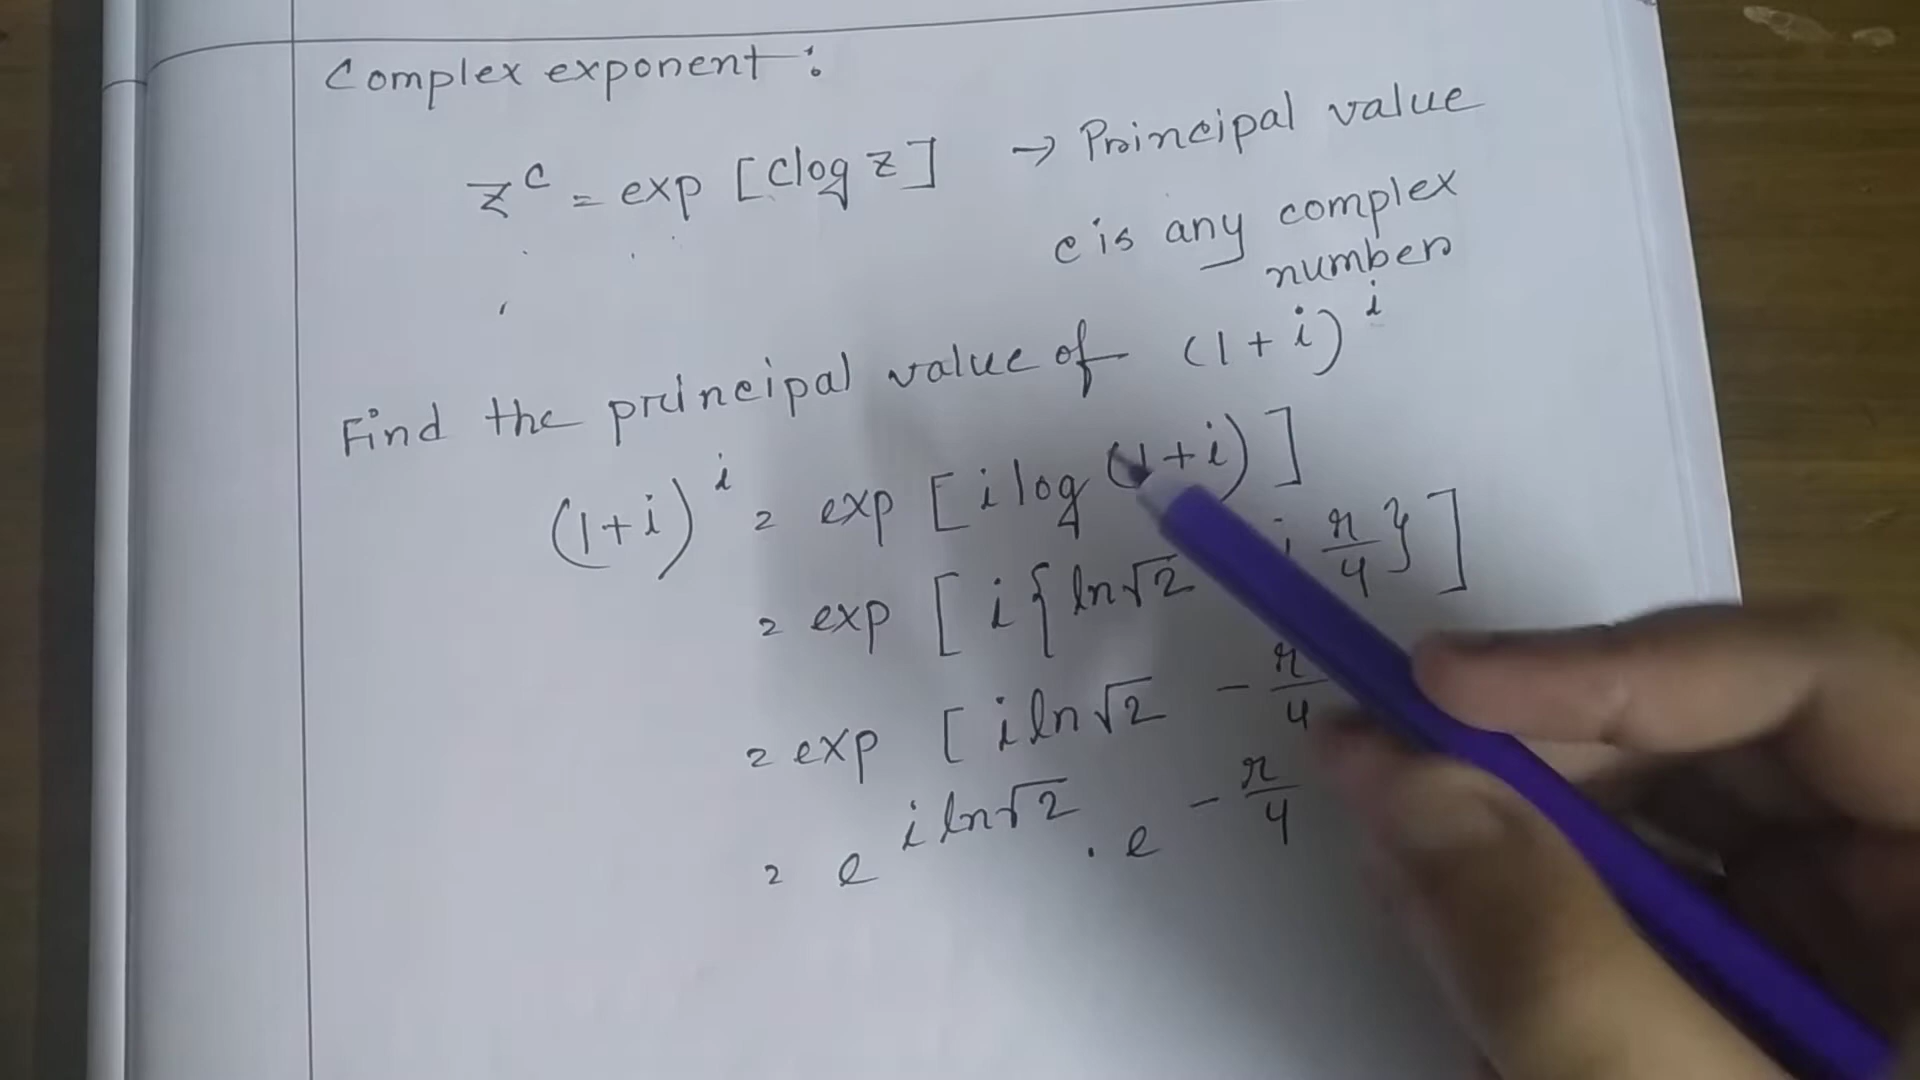 Complex exponent:
z^c = exp [c log z] → Principal value
c is any complex
number
Find the principal value of (1+i)^i
(1+i)^i = exp [i log (1+i)]
= exp [i{ln√2 i π/4}]
= exp [i ln√2 - π/4
= e^(i ln√2) . e^(-π/4)